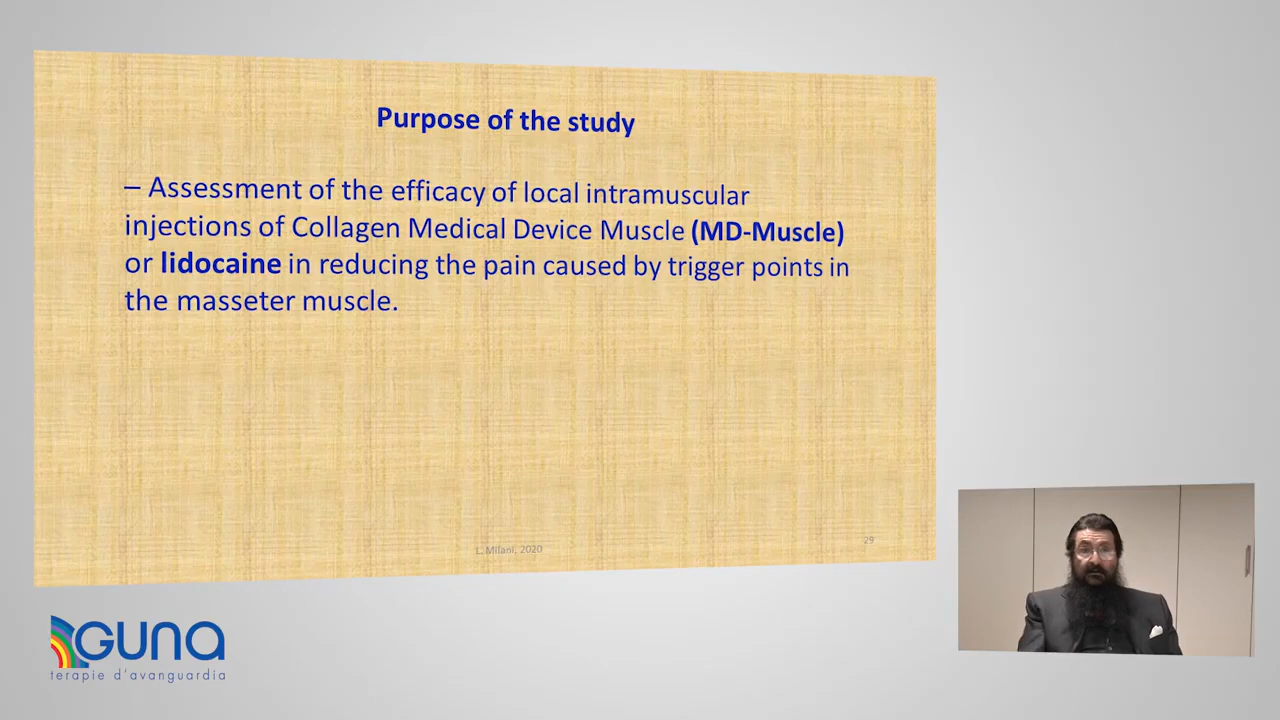 Purpose of the study
– Assessment of the efficacy of local intramuscular
injections of Collagen Medical Device Muscle (MD-Muscle)
or lidocaine in reducing the pain caused by trigger points in
the masseter muscle.
L. Milani, 2020
29
GUNA
terapie d'avanguardia